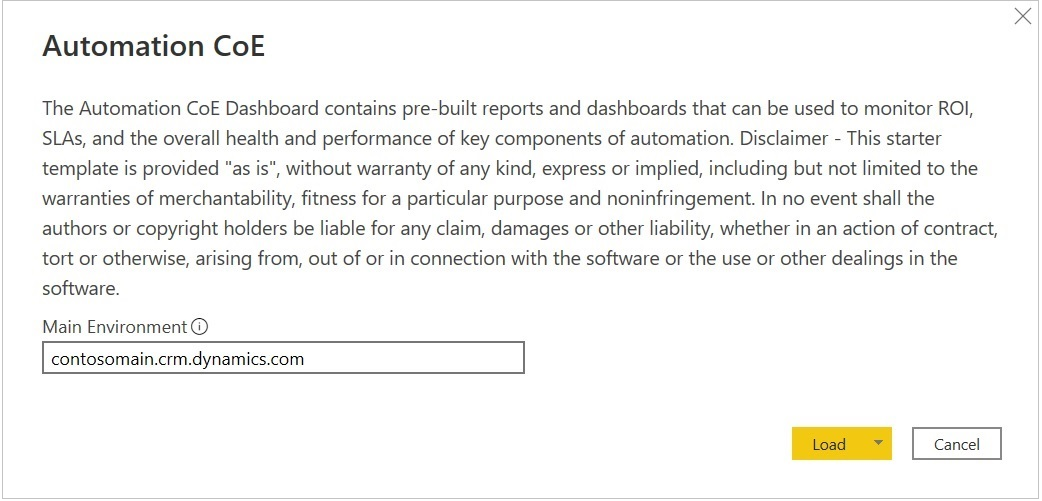 Automation CoE
The Automation CoE Dashboard contains pre-built reports and dashboards that can be used to monitor ROI,
SLAs, and the overall health and performance of key components of automation. Disclaimer - This starter
template is provided "as is", without warranty of any kind, express or implied, including but not limited to the
warranties of merchantability, fitness for a particular purpose and noninfringement. In no event shall the
authors or copyright holders be liable for any claim, damages or other liability, whether in an action of contract,
tort or otherwise, arising from, out of or in connection with the software or the use or other dealings in the
software.
Main Environment
contosomain.crm.dynamics.com
Load
Cancel